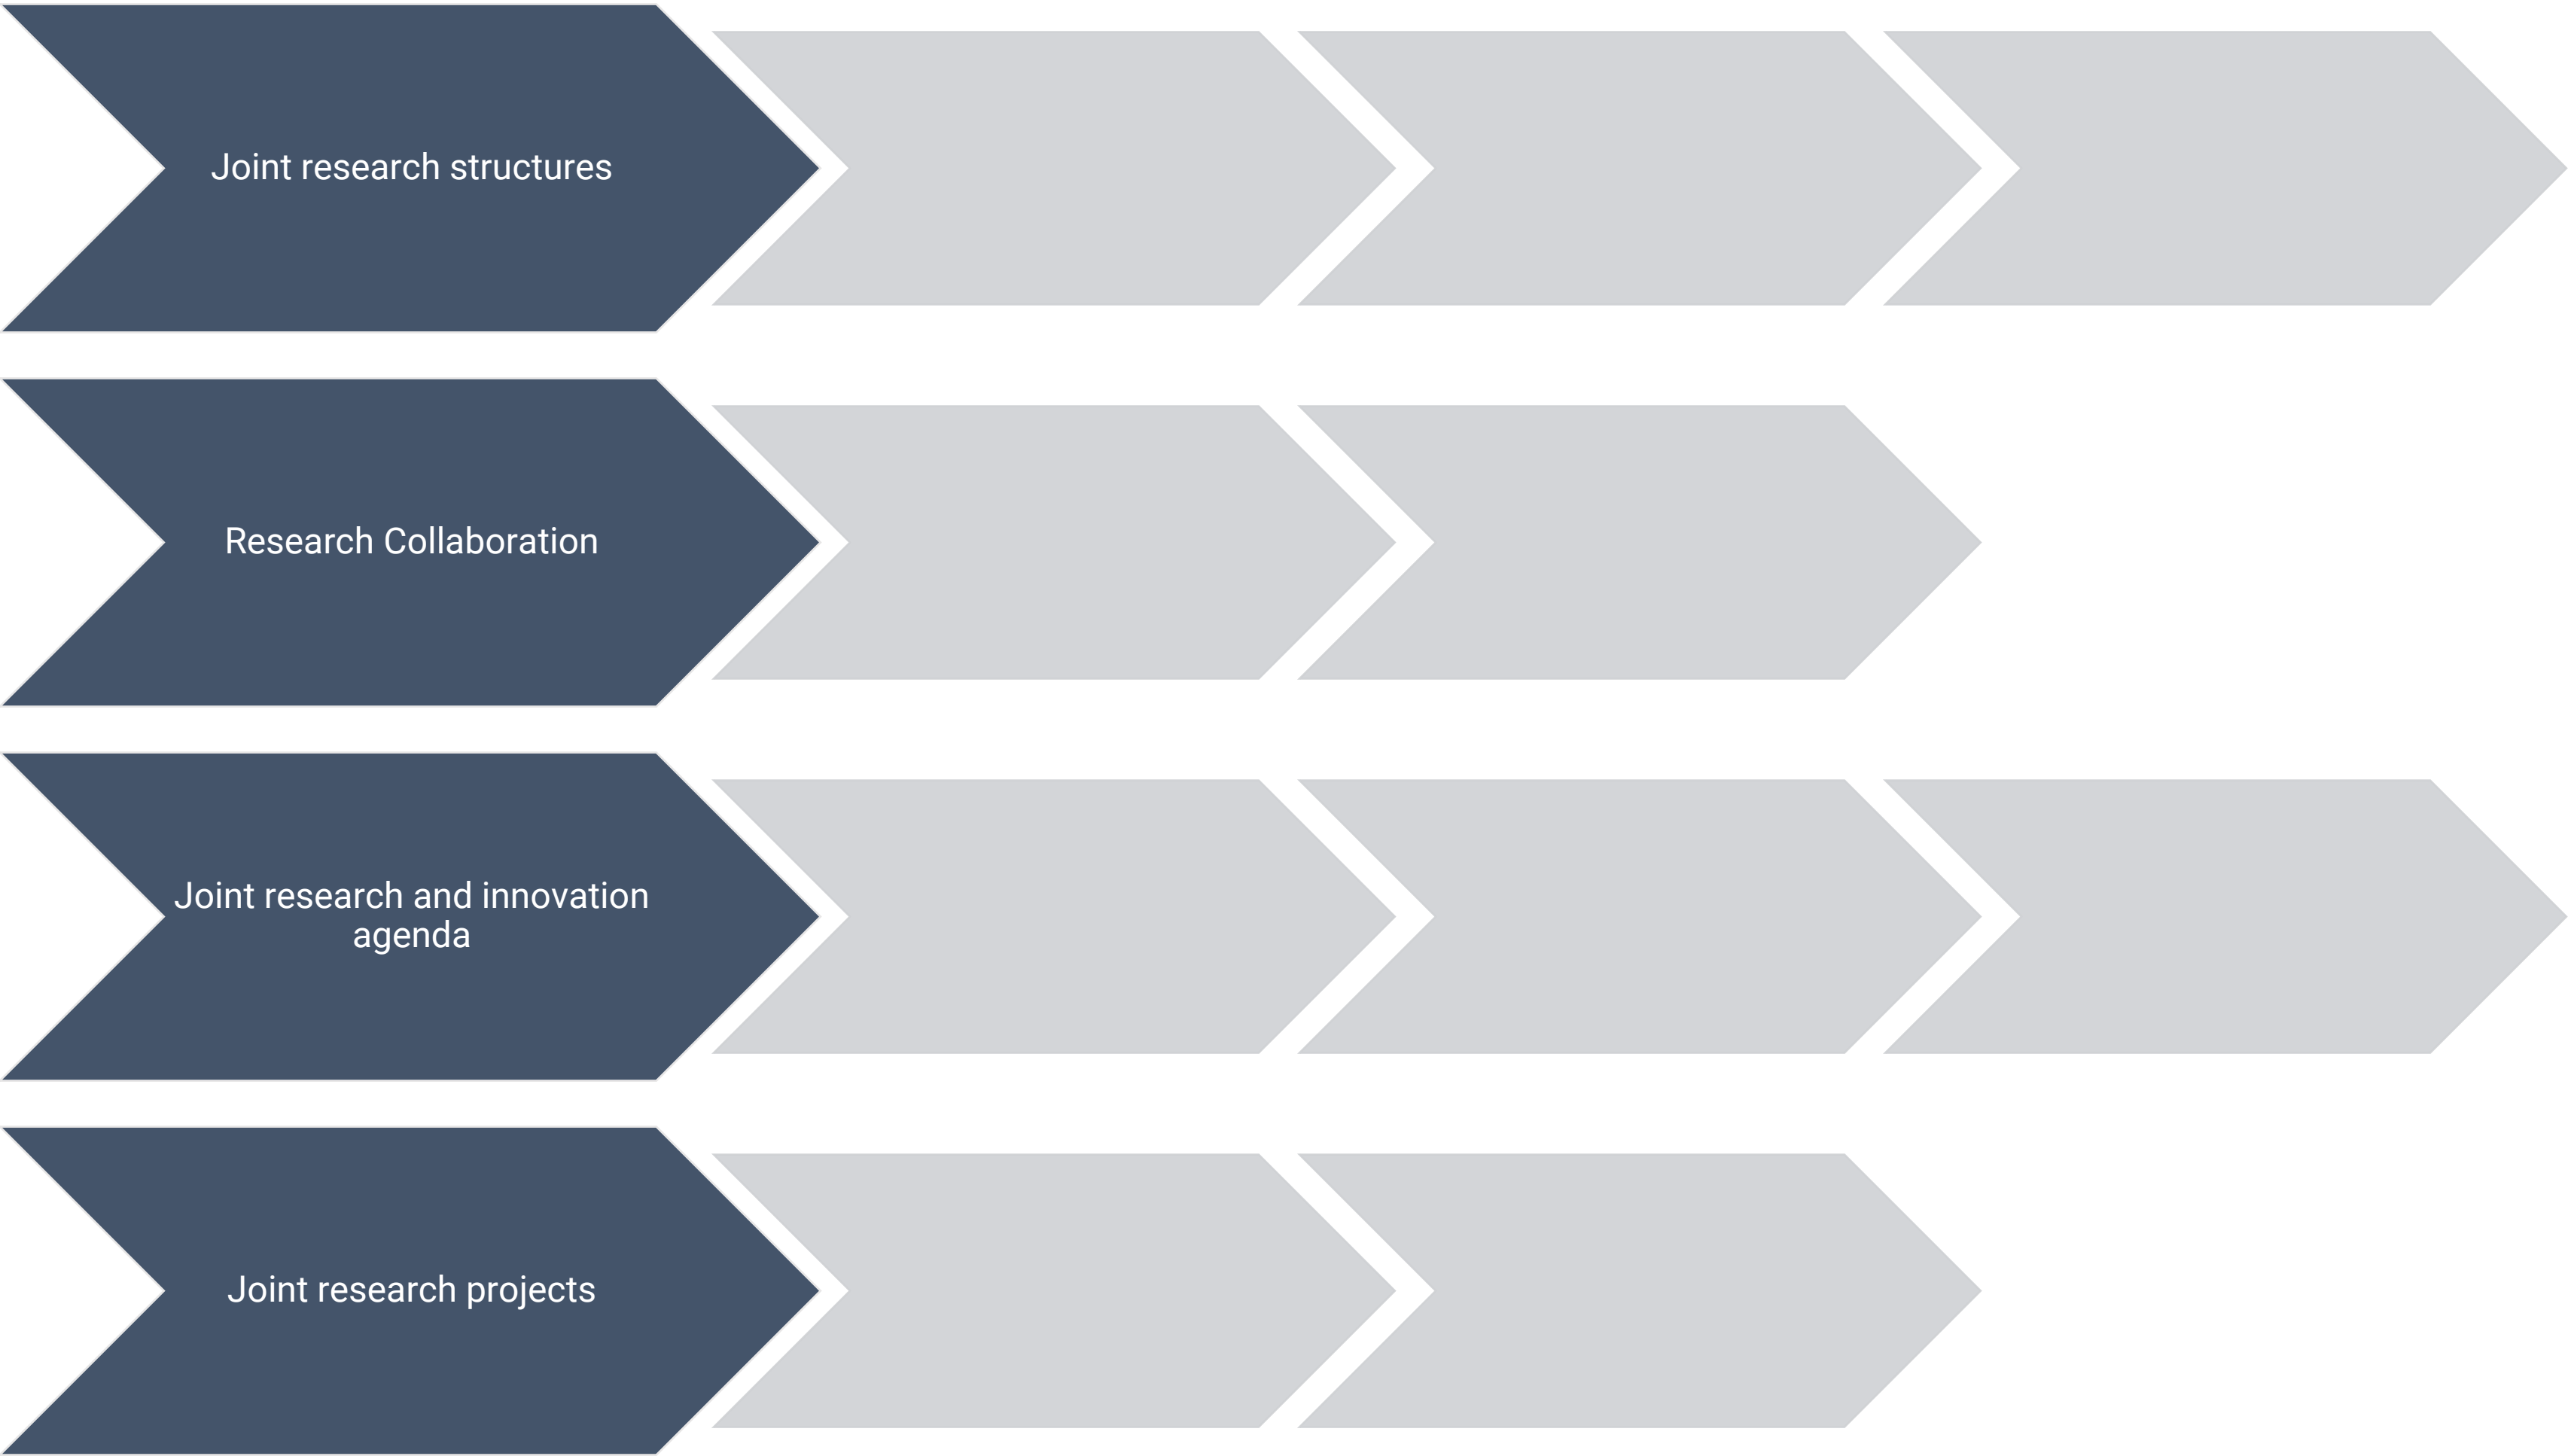 Joint research structures
Research Collaboration
Joint research and innovation
agenda
Joint research projects